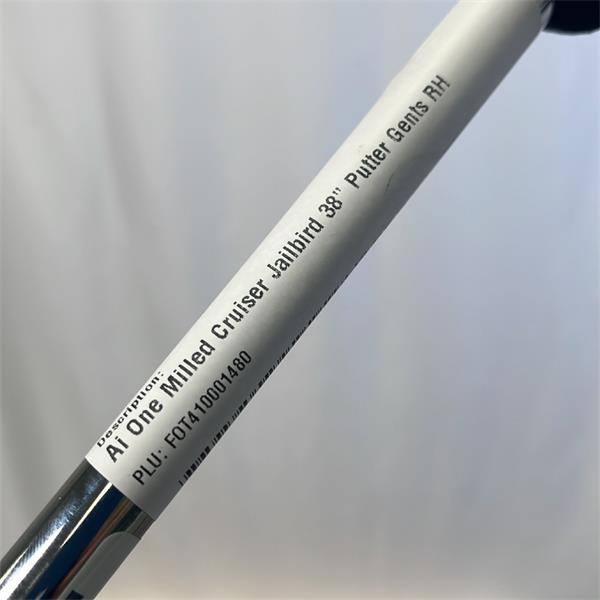 Description:
Ai One Milled Cruiser Jailbird 38" Putter Gents RH
PLU: FOT410001480